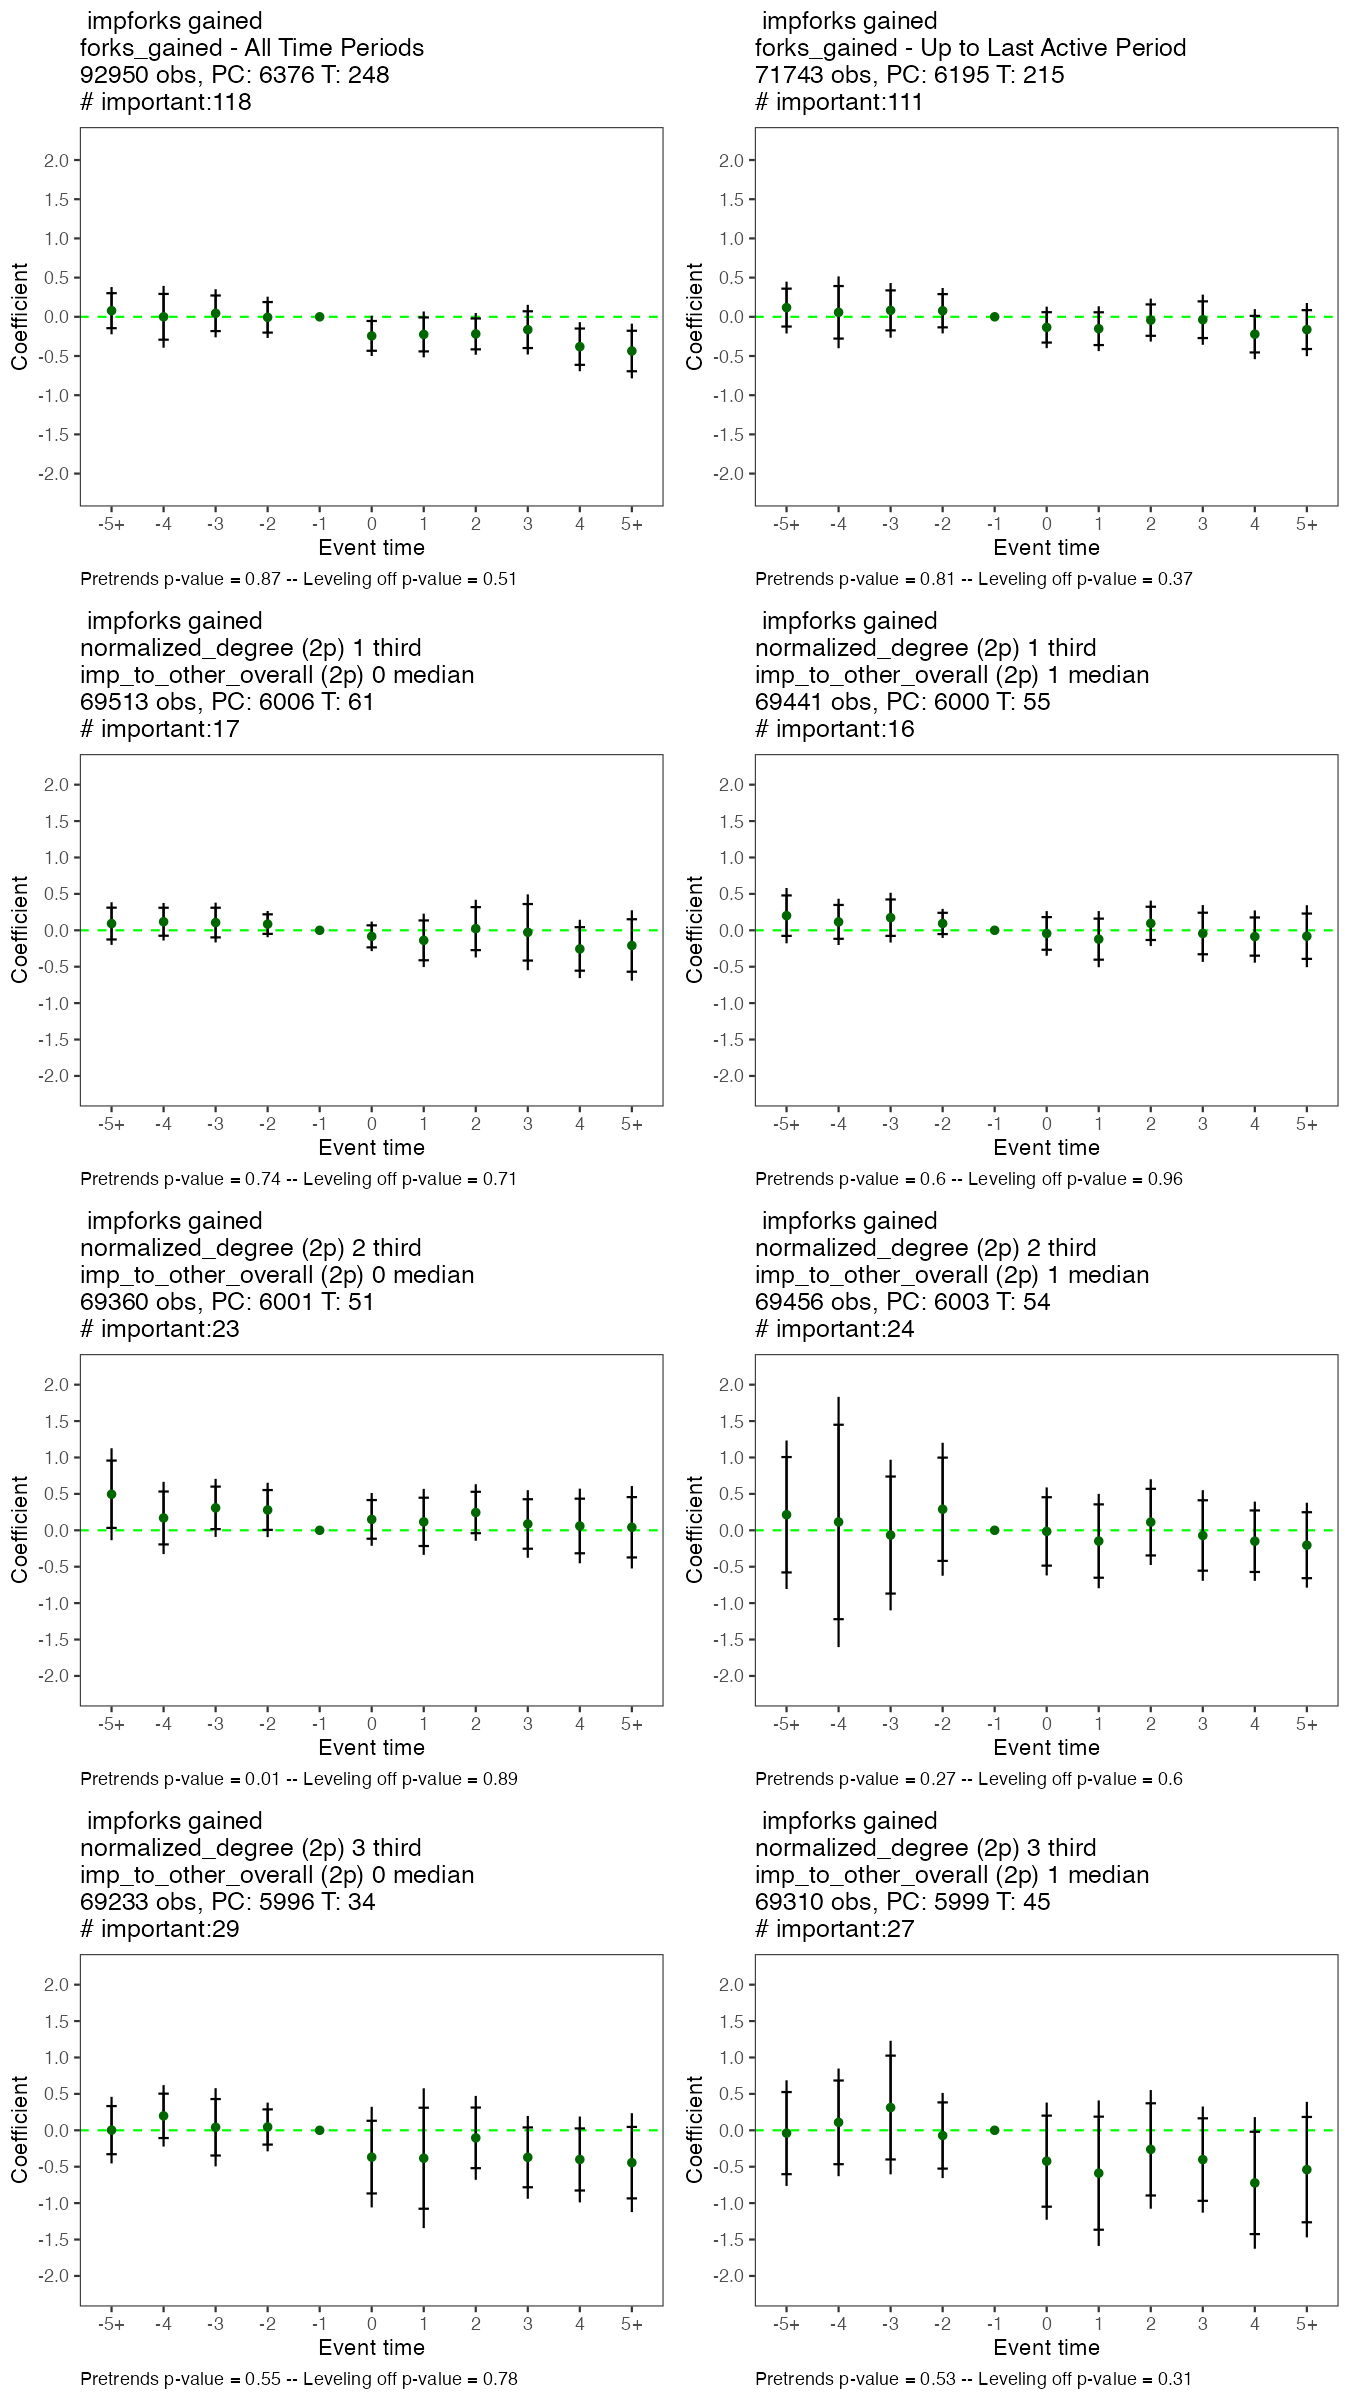 impforks gained
forks_gained - All Time Periods
92950 obs, PC: 6376 T: 248
# important:118
2.0
1.5
1.0
0.5
0.0
-0.5
-1.0
-1.5
-2.0
Coefficient
-5+ -4 -3 -2 -1 0 1 2 3 4 5+
Event time
Pretrends p-value = 0.87 -- Leveling off p-value = 0.51
impforks gained
forks_gained - Up to Last Active Period
71743 obs, PC: 6195 T: 215
# important:111
2.0
1.5
1.0
0.5
0.0
-0.5
-1.0
-1.5
-2.0
Coefficient
-5+ -4 -3 -2 -1 0 1 2 3 4 5+
Event time
Pretrends p-value = 0.81 -- Leveling off p-value = 0.37
impforks gained
normalized_degree (2p) 1 third
imp_to_other_overall (2p) 0 median
69513 obs, PC: 6006 T: 61
# important:17
2.0
1.5
1.0
0.5
0.0
-0.5
-1.0
-1.5
-2.0
Coefficient
-5+ -4 -3 -2 -1 0 1 2 3 4 5+
Event time
Pretrends p-value = 0.74 -- Leveling off p-value = 0.71
impforks gained
normalized_degree (2p) 1 third
imp_to_other_overall (2p) 1 median
69441 obs, PC: 6000 T: 55
# important:16
2.0
1.5
1.0
0.5
0.0
-0.5
-1.0
-1.5
-2.0
Coefficient
-5+ -4 -3 -2 -1 0 1 2 3 4 5+
Event time
Pretrends p-value = 0.6 -- Leveling off p-value = 0.96
impforks gained
normalized_degree (2p) 2 third
imp_to_other_overall (2p) 0 median
69360 obs, PC: 6001 T: 51
# important:23
2.0
1.5
1.0
0.5
0.0
-0.5
-1.0
-1.5
-2.0
Coefficient
-5+ -4 -3 -2 -1 0 1 2 3 4 5+
Event time
Pretrends p-value = 0.01 -- Leveling off p-value = 0.89
impforks gained
normalized_degree (2p) 2 third
imp_to_other_overall (2p) 1 median
69456 obs, PC: 6003 T: 54
# important:24
2.0
1.5
1.0
0.5
0.0
-0.5
-1.0
-1.5
-2.0
Coefficient
-5+ -4 -3 -2 -1 0 1 2 3 4 5+
Event time
Pretrends p-value = 0.27 -- Leveling off p-value = 0.6
impforks gained
normalized_degree (2p) 3 third
imp_to_other_overall (2p) 0 median
69233 obs, PC: 5996 T: 34
# important:29
2.0
1.5
1.0
0.5
0.0
-0.5
-1.0
-1.5
-2.0
Coefficient
-5+ -4 -3 -2 -1 0 1 2 3 4 5+
Event time
Pretrends p-value = 0.55 -- Leveling off p-value = 0.78
impforks gained
normalized_degree (2p) 3 third
imp_to_other_overall (2p) 1 median
69310 obs, PC: 5999 T: 45
# important:27
2.0
1.5
1.0
0.5
0.0
-0.5
-1.0
-1.5
-2.0
Coefficient
-5+ -4 -3 -2 -1 0 1 2 3 4 5+
Event time
Pretrends p-value = 0.53 -- Leveling off p-value = 0.31